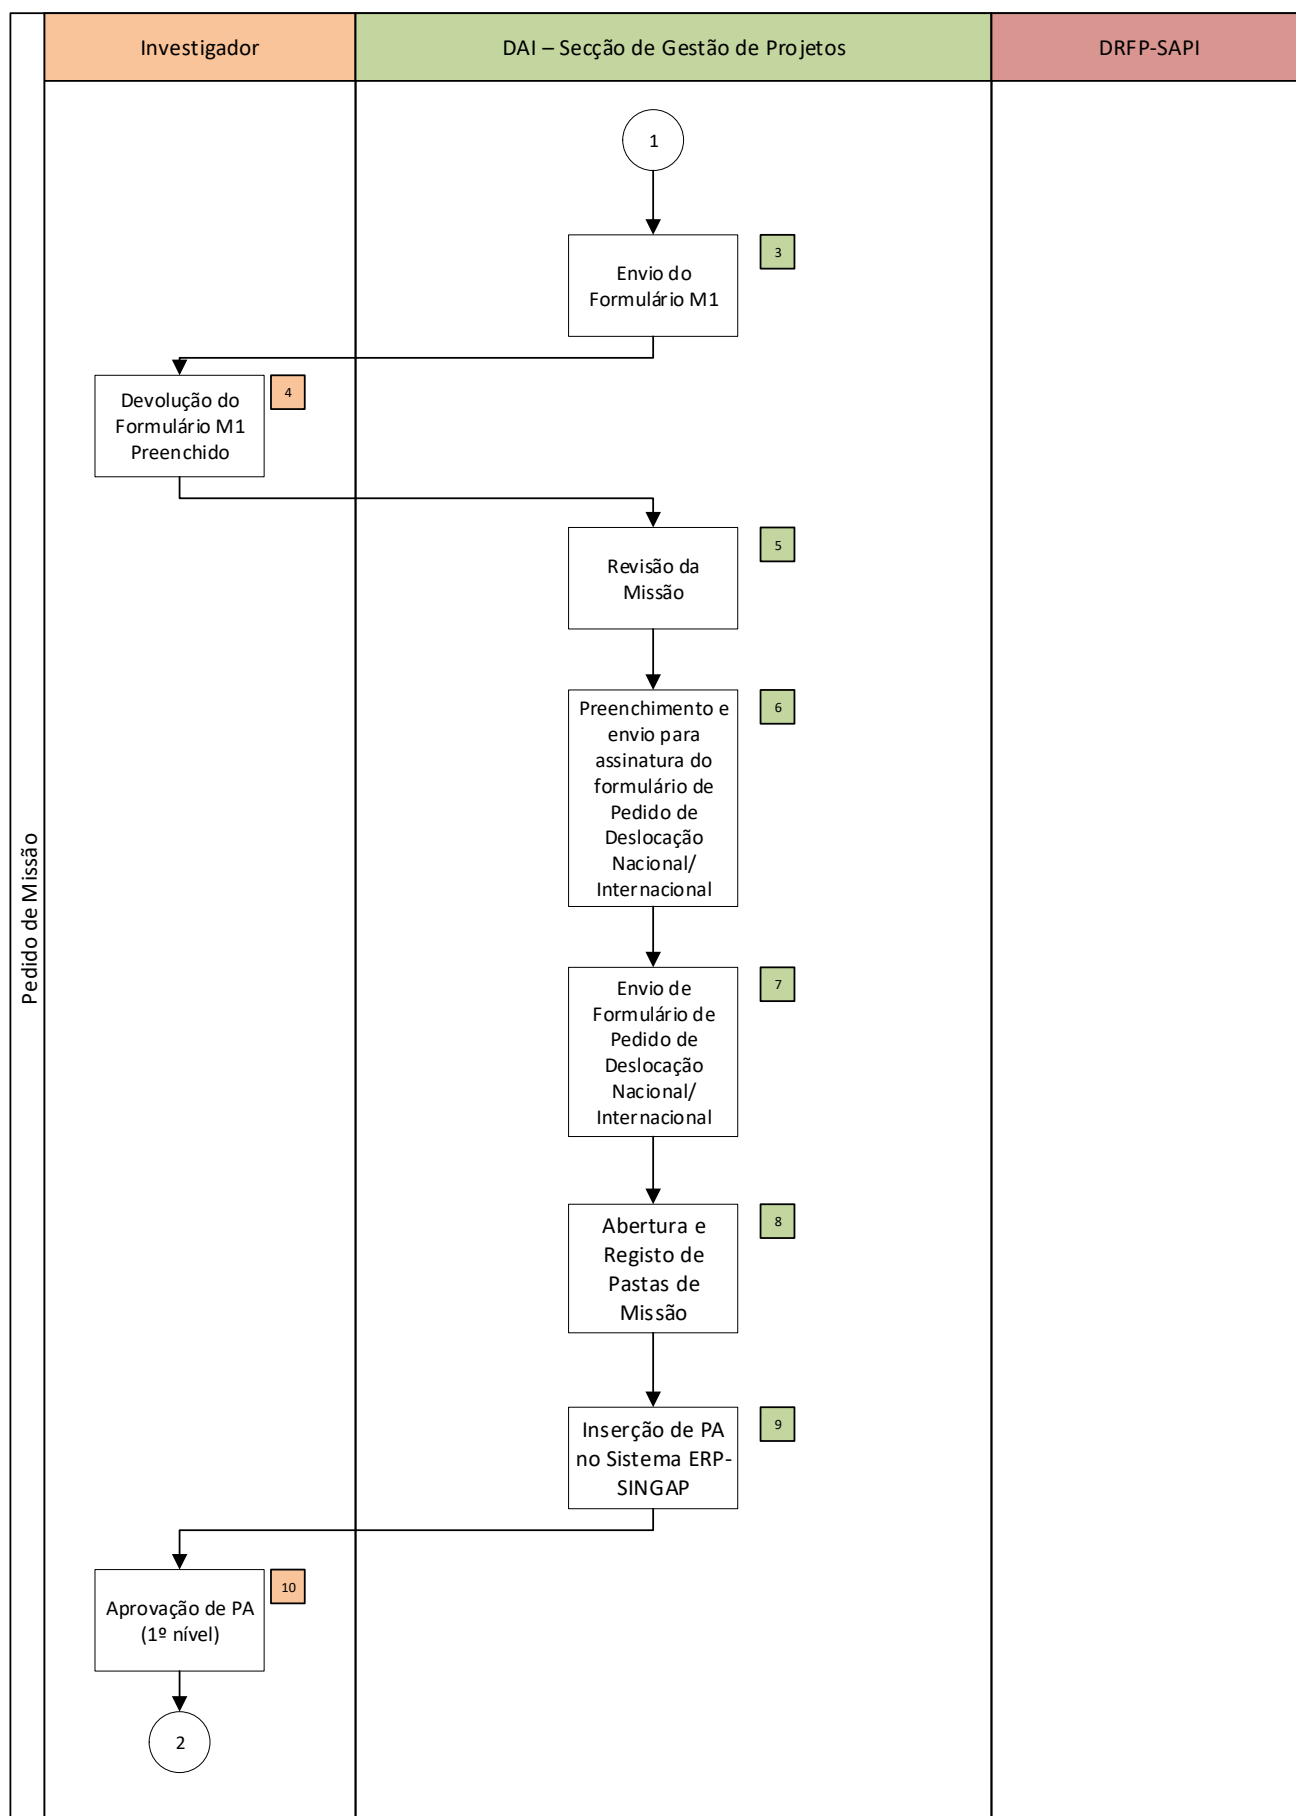 Investigador
DAI – Secção de Gestão de Projetos
DRFP-SAPI
Pedido de Missão
1
3
Envio do
Formulário M1
4
Devolução do
Formulário M1
Preenchido
5
Revisão da
Missão
6
Preenchimento e
envio para
assinatura do
formulário de
Pedido de
Deslocação
Nacional/
Internacional
7
Envio de
Formulário de
Pedido de
Deslocação
Nacional/
Internacional
8
Abertura e
Registo de
Pastas de
Missão
9
Inserção de PA
no Sistema ERP-
SINGAP
10
Aprovação de PA
(1º nível)
2